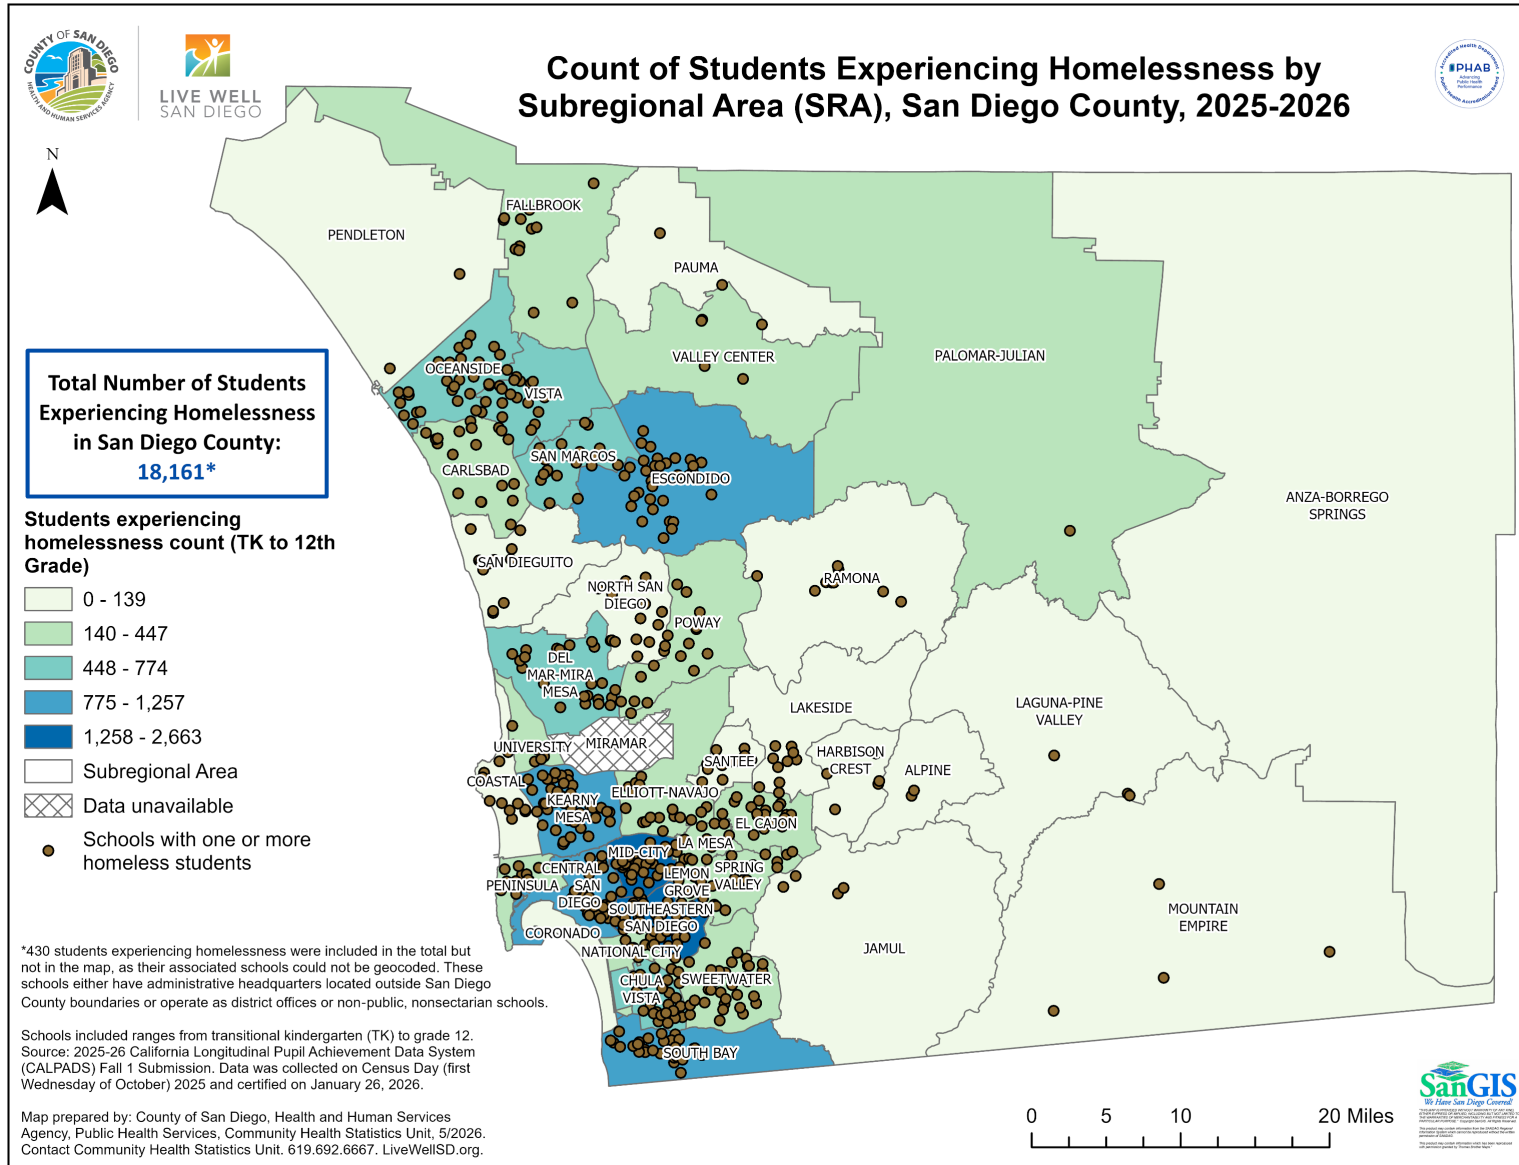 COUNTY OF SAN DIEGO
HEALTH AND HUMAN SERVICES AGENCY
LIVE WELL
SAN DIEGO
Count of Students Experiencing Homelessness by
Subregional Area (SRA), San Diego County, 2025-2026
Accredited Health Department
PHAB
Advancing
Public Health
Performance
Public Health Accreditation Board
N
FALLBROOK
PENDLETON
PAUMA
VALLEY CENTER
PALOMAR-JULIAN
OCEANSIDE
VISTA
Total Number of Students
Experiencing Homelessness
in San Diego County:
18,161*
SAN MARCOS
CARLSBAD
ESCONDIDO
ANZA-BORREGO
SPRINGS
Students experiencing
homelessness count (TK to 12th
Grade)
0 - 139
140 - 447
448 - 774
775 - 1,257
1,258 - 2,663
Subregional Area
Data unavailable
Schools with one or more
homeless students
SAN DIEGUITO
NORTH SAN
DIEGO
RAMONA
POWAY
DEL
MAR-MIRA
MESA
LAKESIDE
LAGUNA-PINE
VALLEY
UNIVERSITY
MIRAMAR
SANTEE
HARBISON
CREST
ALPINE
COASTAL
ELLIOTT-NAVAJO
KEARNY
MESA
EL CAJON
LA MESA
MID-CITY
CENTRAL
SAN
DIEGO
PENINSULA
LEMON
GROVE
SPRING
VALLEY
SOUTHEASTERN
SAN DIEGO
CORONADO
NATIONAL CITY
JAMUL
MOUNTAIN
EMPIRE
CHULA
VISTA
SWEETWATER
SOUTH BAY
*430 students experiencing homelessness were included in the total but
not in the map, as their associated schools could not be geocoded. These
schools either have administrative headquarters located outside San Diego
County boundaries or operate as district offices or non-public, nonsectarian schools.
Schools included ranges from transitional kindergarten (TK) to grade 12.
Source: 2025-26 California Longitudinal Pupil Achievement Data System
(CALPADS) Fall 1 Submission. Data was collected on Census Day (first
Wednesday of October) 2025 and certified on January 26, 2026.
Map prepared by: County of San Diego, Health and Human Services
Agency, Public Health Services, Community Health Statistics Unit, 5/2026.
Contact Community Health Statistics Unit. 619.692.6667. LiveWellSD.org.
0 5 10 20 Miles
SanGIS
We Have San Diego Covered!